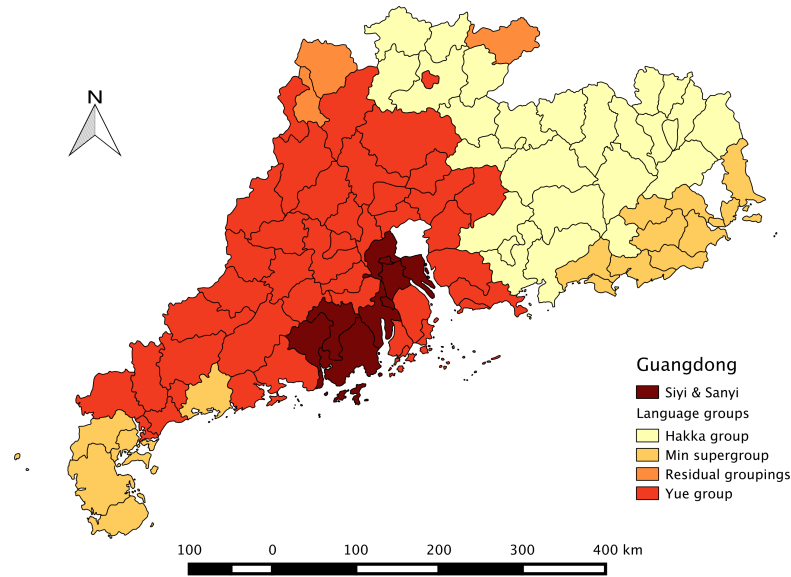 N
Guangdong
Siyi & Sanyi
Language groups
Hakka group
Min supergroup
Residual groupings
Yue group
100 0 100 200 300 400 km